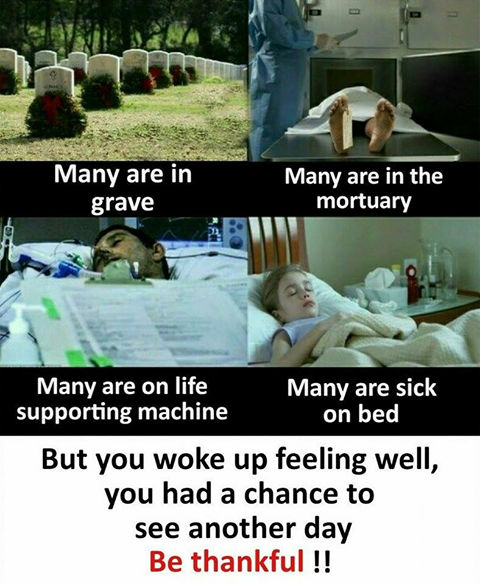 Many are in
grave
Many are in the
mortuary
Many are on life
supporting machine
Many are sick
on bed
But you woke up feeling well,
you had a chance to
see another day
Be thankful !!